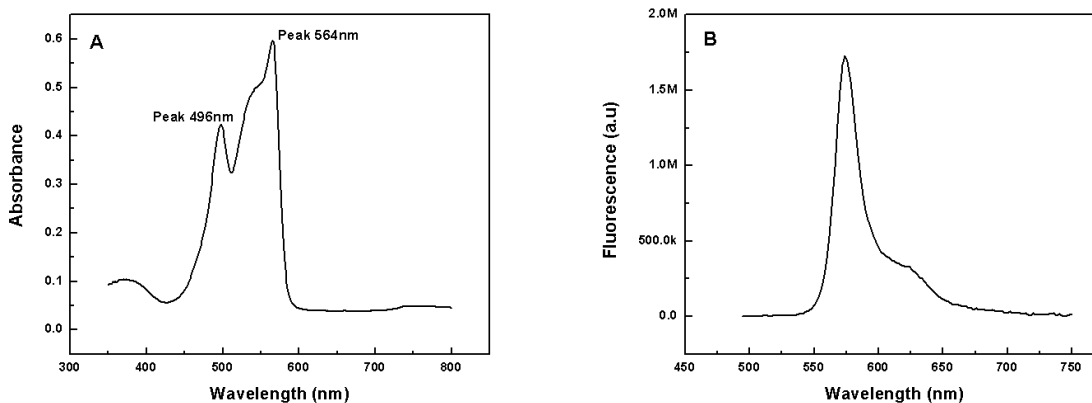 A
Peak 564nm
Peak 496nm
0.6
0.5
0.4
0.3
0.2
0.1
0.0
Absorbance
300 400 500 600 700 800
Wavelength (nm)
B
2.0M
1.5M
1.0M
500.0k
0.0
Fluorescence (a.u)
450 500 550 600 650 700 750
Wavelength (nm)